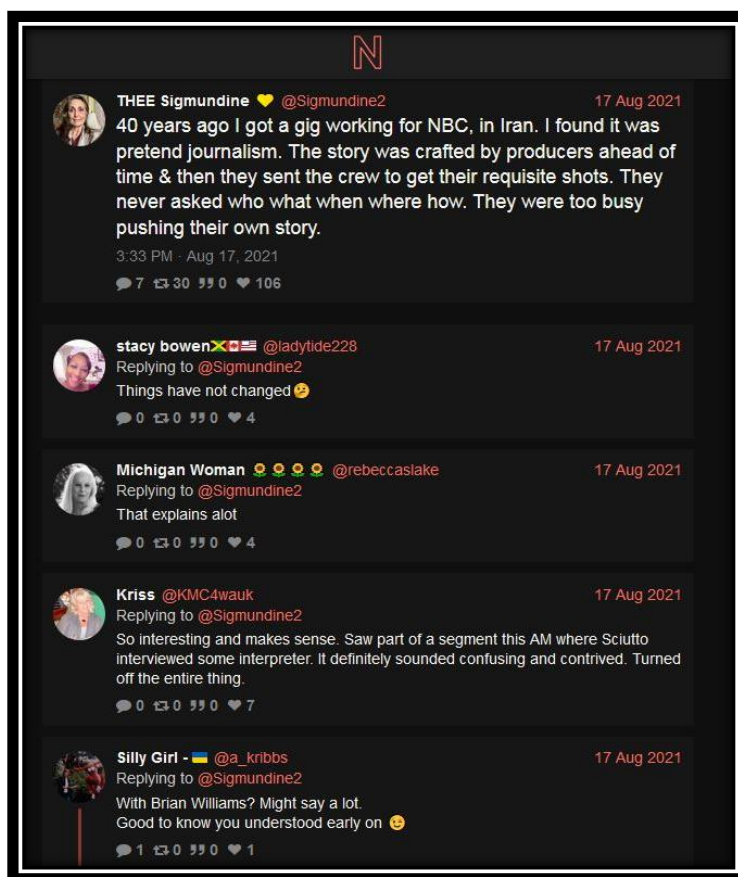 N
THEE Sigmundine 💛 @Sigmundine2 17 Aug 2021
40 years ago I got a gig working for NBC, in Iran. I found it was
pretend journalism. The story was crafted by producers ahead of
time & then they sent the crew to get their requisite shots. They
never asked who what when where how. They were too busy
pushing their own story.
3:33 PM · Aug 17, 2021
7 30 0 106
stacy bowen🇯🇲🇨🇦🇺🇸 @ladytide228 17 Aug 2021
Replying to @Sigmundine2
Things have not changed🤔
0 0 0 4
Michigan Woman 🌻🌻🌻🌻 @rebeccaslake 17 Aug 2021
Replying to @Sigmundine2
That explains alot
0 0 0 4
Kriss @KMC4wauk 17 Aug 2021
Replying to @Sigmundine2
So interesting and makes sense. Saw part of a segment this AM where Sciutto
interviewed some interpreter. It definitely sounded confusing and contrived. Turned
off the entire thing.
0 0 0 7
Silly Girl - 🇺🇦 @a_kribbs 17 Aug 2021
Replying to @Sigmundine2
With Brian Williams? Might say a lot.
Good to know you understood early on 😉
1 0 0 1